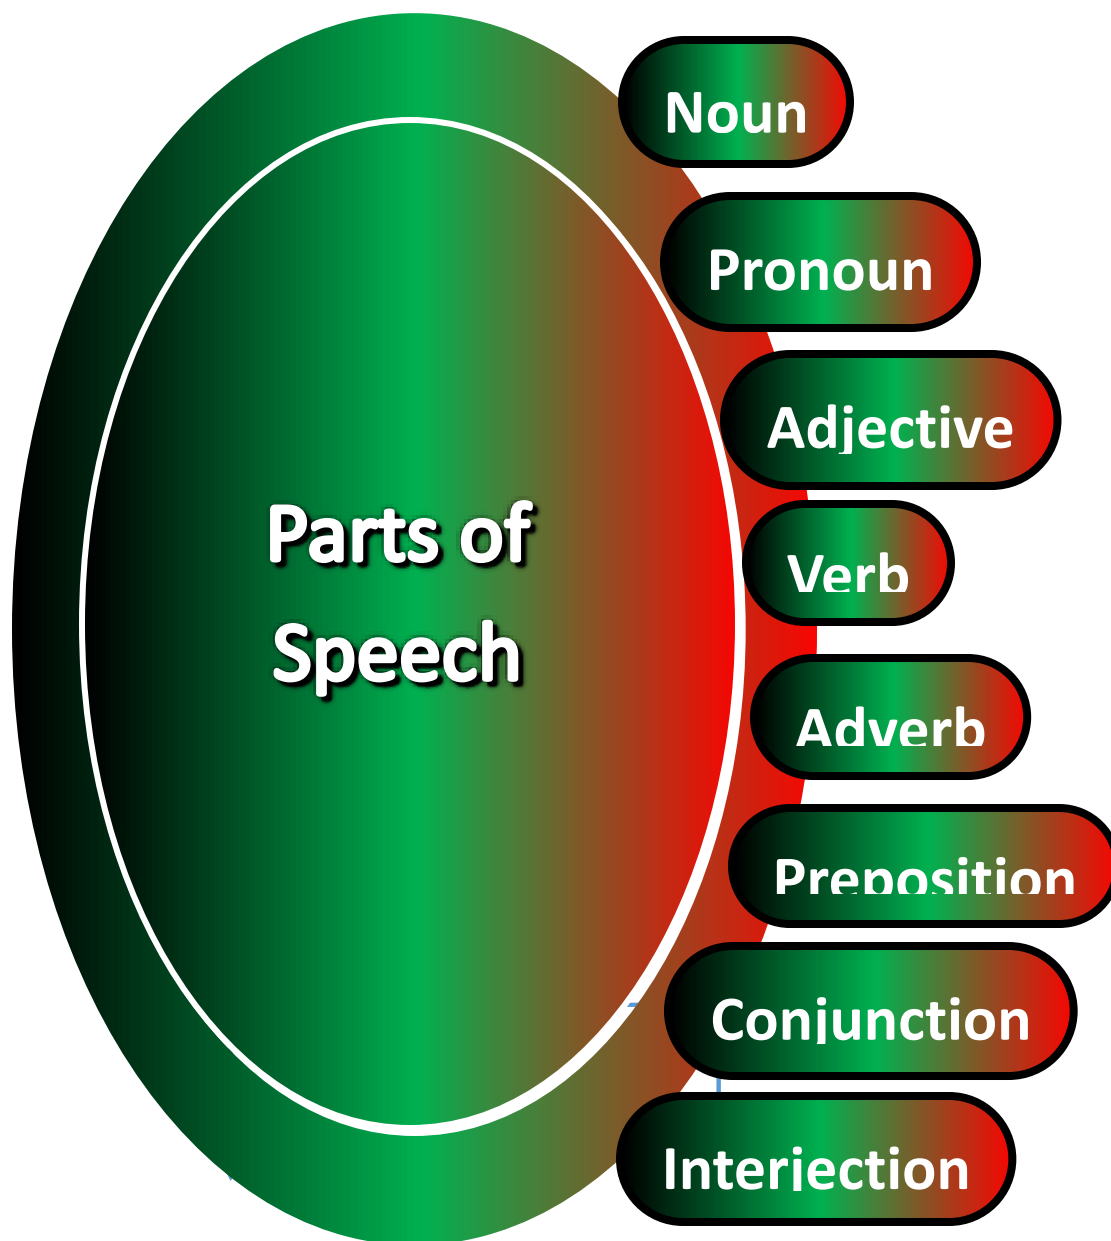 Noun
Pronoun
Adjective
Parts of
Speech
Verb
Adverb
Preposition
Conjunction
Interjection